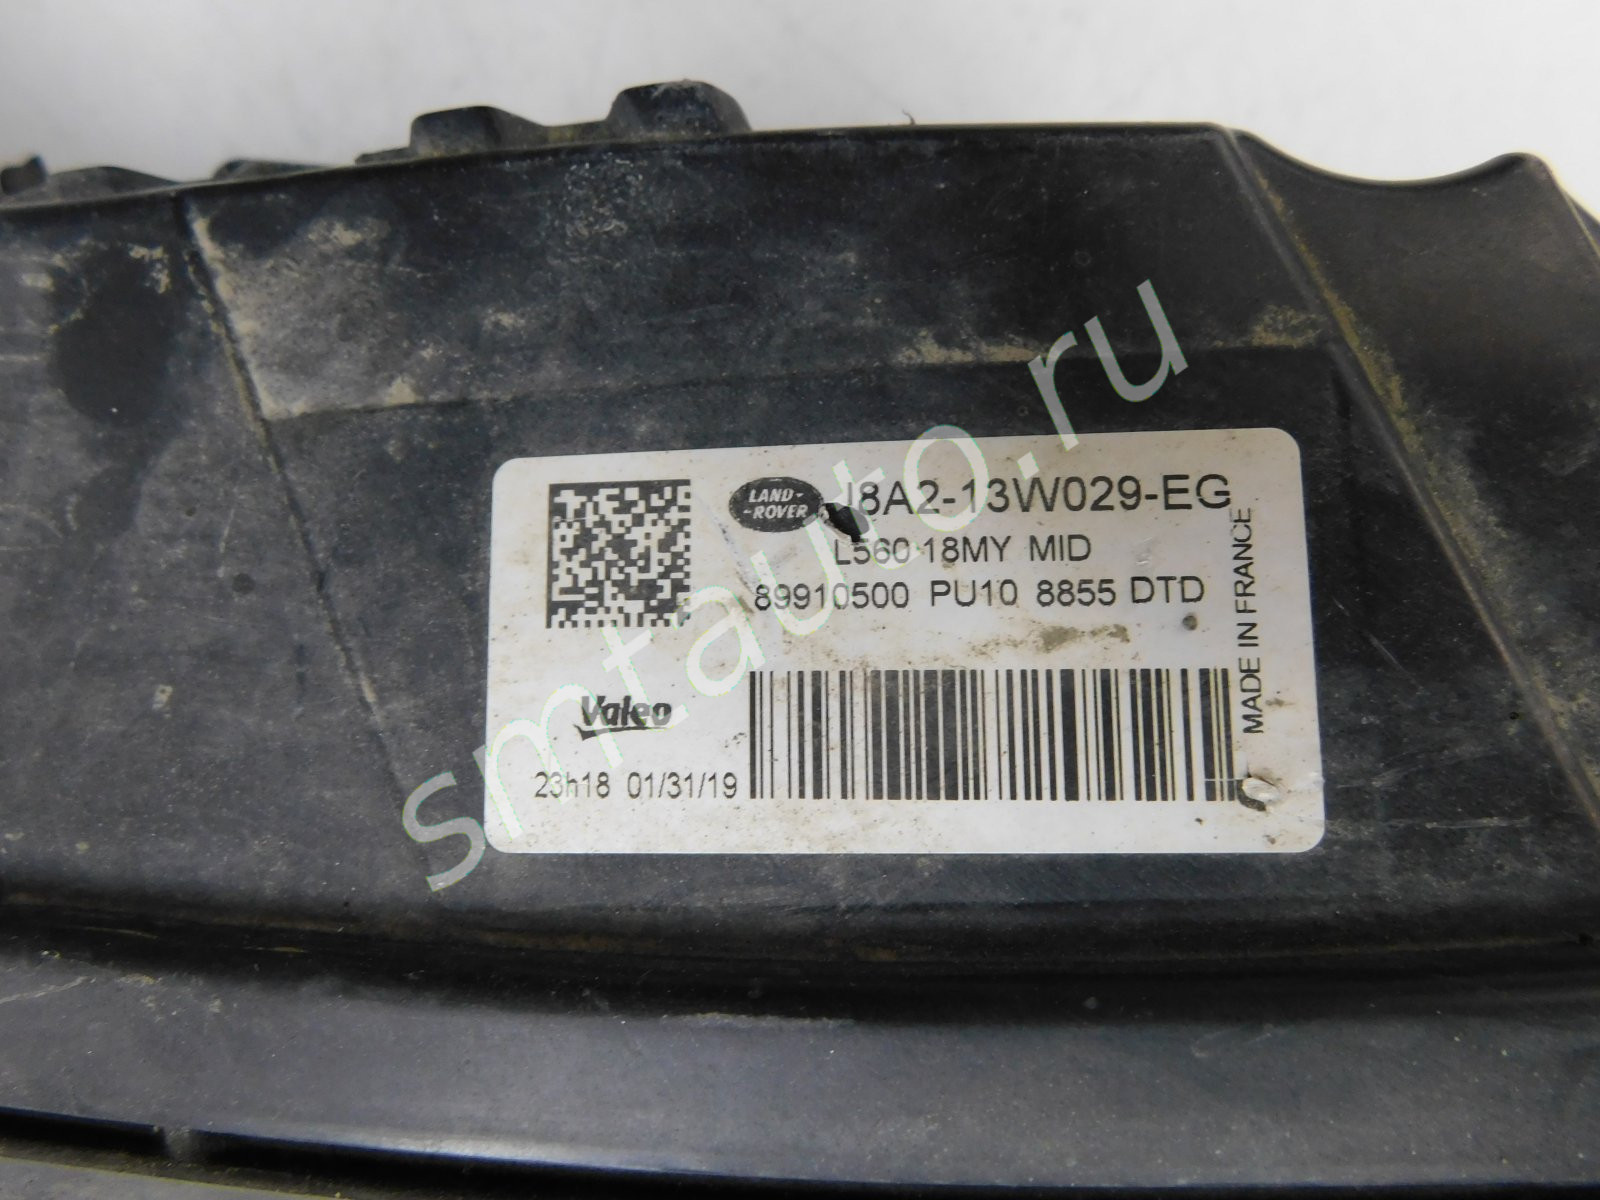 LAND-
-ROVER
J8A2-13W029-EG
L560 18MY MID
89910500 PU10 8855 DTD
MADE IN FRANCE
Valeo
23h18 01/31/19
smtauto.ru